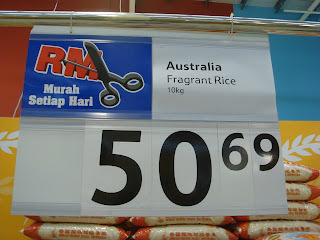 RM
Murah
Setiap Hari
Australia
Fragrant Rice
10kg
50 69